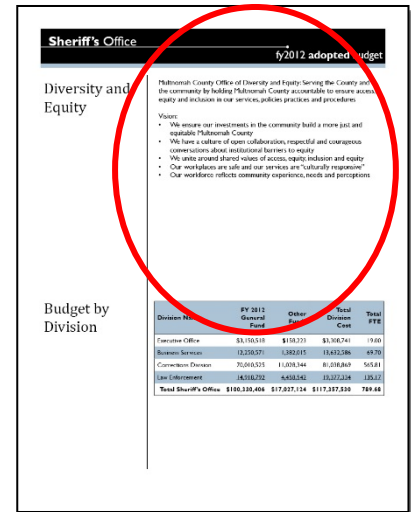 Sheriff's Office
fy2012 adopted budget
Diversity and
Equity
Multnomah County Office of Diversity and Equity: Serving the County and
the community by holding Multnomah County accountable to ensure access,
equity and inclusion in our services, policies practices and procedures
Vision:
• We ensure our investments in the community build a more just and
equitable Multnomah County
• We have a culture of open collaboration, respectful and courageous
conversations about institutional barriers to equity
• We unite around shared values of access, equity, inclusion and equity
• Our workplaces are safe and our services are "culturally responsive"
• Our workforce reflects community experience, needs and perceptions
Budget by
Division
Division FY 2012 General Fund Other Funds Total Division Cost Total FTE
Executive Office $3,150,518 $158,223 $3,308,741 19.00
Business Services 12,250,571 1,382,015 13,632,586 69.70
Corrections Division 70,010,525 11,028,344 81,038,869 565.81
Law Enforcement 14,918,792 4,458,542 19,377,334 135.17
Total Sheriff's Office $100,330,406 $17,027,124 $117,357,530 789.68